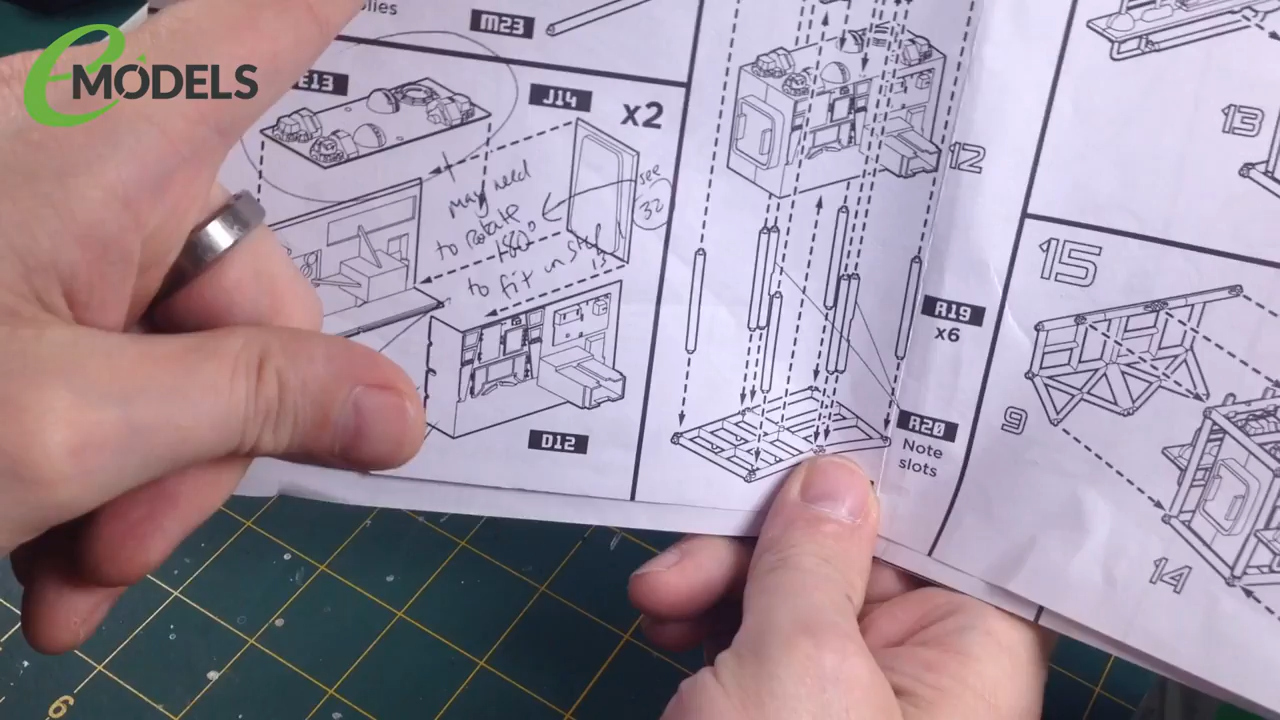 eMODELS
plies
M23
E13
J14
x2
may need
to Rotate
180°
to fit in step
13
see
32
D12
12
R19
x6
R20
Note
slots
13
15
9
14
6